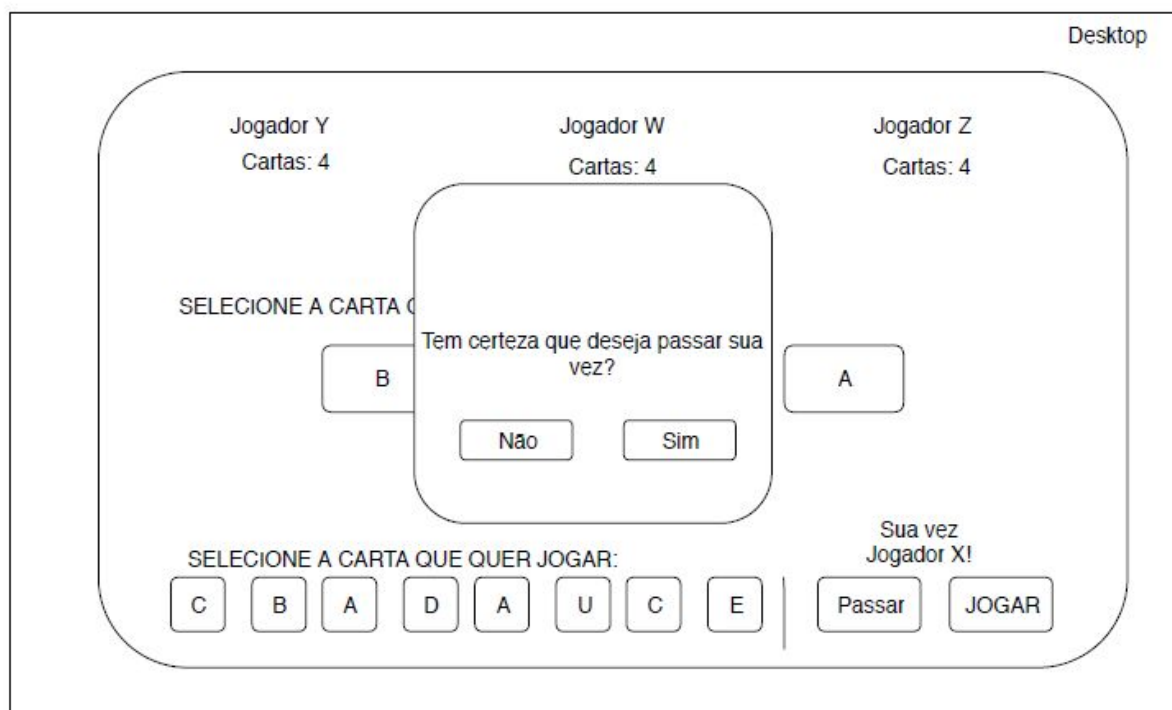 Desktop
Jogador Y
Jogador W
Jogador Z
Cartas: 4
Cartas: 4
Cartas: 4
SELECIONE A CARTA
Tem certeza que deseja passar sua
vez?
B
A
Não
Sim
Sua vez
Jogador X!
SELECIONE A CARTA QUE QUER JOGAR:
C
B
A
D
A
U
C
E
Passar
JOGAR